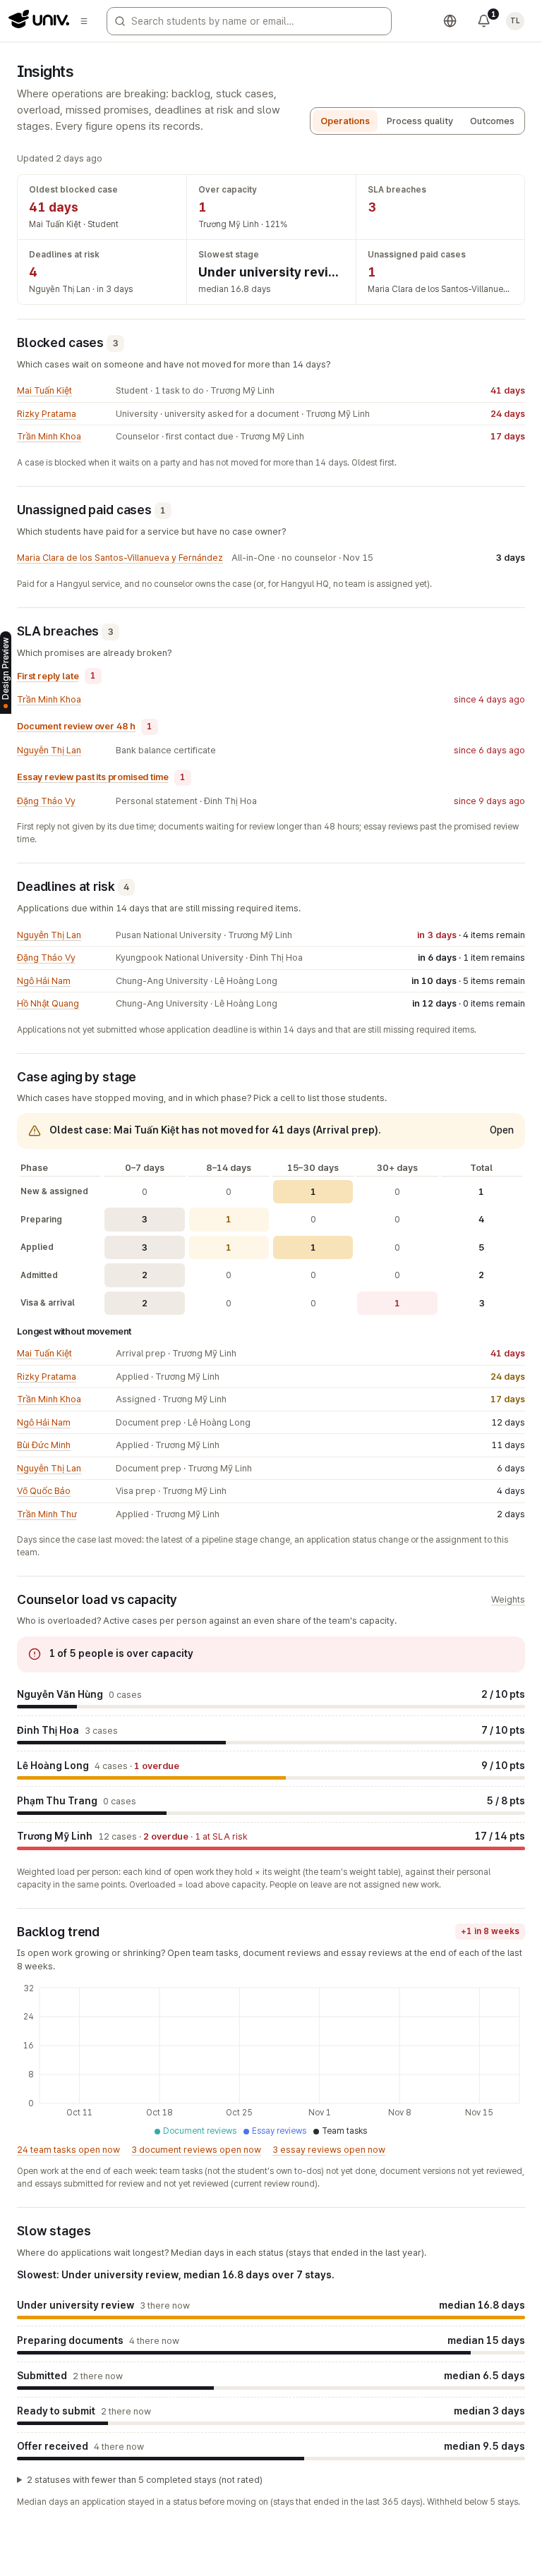 UNIV.
Search students by name or email...
1
TL
Insights
Where operations are breaking: backlog, stuck cases,
overload, missed promises, deadlines at risk and slow
stages. Every figure opens its records.
Operations Process quality Outcomes
Updated 2 days ago
Oldest blocked case
41 days
Mai Tuấn Kiệt · Student
Over capacity
1
Trương Mỹ Linh · 121%
SLA breaches
3
Deadlines at risk
4
Nguyễn Thị Lan · in 3 days
Slowest stage
Under university revi...
median 16.8 days
Unassigned paid cases
1
Maria Clara de los Santos-Villanue...
Blocked cases 3
Which cases wait on someone and have not moved for more than 14 days?
Mai Tuấn Kiệt Student · 1 task to do · Trương Mỹ Linh 41 days
Rizky Pratama University · university asked for a document · Trương Mỹ Linh 24 days
Trần Minh Khoa Counselor · first contact due · Trương Mỹ Linh 17 days
A case is blocked when it waits on a party and has not moved for more than 14 days. Oldest first.
Unassigned paid cases 1
Which students have paid for a service but have no case owner?
Maria Clara de los Santos-Villanueva y Fernández All-in-One · no counselor · Nov 15 3 days
Paid for a Hangyul service, and no counselor owns the case (or, for Hangyul HQ, no team is assigned yet).
Design Preview
SLA breaches 3
Which promises are already broken?
First reply late 1
Trần Minh Khoa since 4 days ago
Document review over 48 h 1
Nguyễn Thị Lan Bank balance certificate since 6 days ago
Essay review past its promised time 1
Đặng Thảo Vy Personal statement · Đinh Thị Hoa since 9 days ago
First reply not given by its due time; documents waiting for review longer than 48 hours; essay reviews past the promised review
time.
Deadlines at risk 4
Applications due within 14 days that are still missing required items.
Nguyễn Thị Lan Pusan National University · Trương Mỹ Linh in 3 days · 4 items remain
Đặng Thảo Vy Kyungpook National University · Đinh Thị Hoa in 6 days · 1 item remains
Ngô Hải Nam Chung-Ang University · Lê Hoàng Long in 10 days · 5 items remain
Hồ Nhật Quang Chung-Ang University · Lê Hoàng Long in 12 days · 0 items remain
Applications not yet submitted whose application deadline is within 14 days and that are still missing required items.
Case aging by stage
Which cases have stopped moving, and in which phase? Pick a cell to list those students.
Oldest case: Mai Tuấn Kiệt has not moved for 41 days (Arrival prep). Open
Phase 0–7 days 8–14 days 15–30 days 30+ days Total
New & assigned 0 0 1 0 1
Preparing 3 1 0 0 4
Applied 3 1 1 0 5
Admitted 2 0 0 0 2
Visa & arrival 2 0 0 1 3
Longest without movement
Mai Tuấn Kiệt Arrival prep · Trương Mỹ Linh 41 days
Rizky Pratama Applied · Trương Mỹ Linh 24 days
Trần Minh Khoa Assigned · Trương Mỹ Linh 17 days
Ngô Hải Nam Document prep · Lê Hoàng Long 12 days
Bùi Đức Minh Applied · Trương Mỹ Linh 11 days
Nguyễn Thị Lan Document prep · Trương Mỹ Linh 6 days
Võ Quốc Bảo Visa prep · Trương Mỹ Linh 4 days
Trần Minh Thư Applied · Trương Mỹ Linh 2 days
Days since the case last moved: the latest of a pipeline stage change, an application status change or the assignment to this
team.
Counselor load vs capacity Weights
Who is overloaded? Active cases per person against an even share of the team's capacity.
1 of 5 people is over capacity
Nguyễn Văn Hùng 0 cases 2 / 10 pts
Đinh Thị Hoa 3 cases 7 / 10 pts
Lê Hoàng Long 4 cases · 1 overdue 9 / 10 pts
Phạm Thu Trang 0 cases 5 / 8 pts
Trương Mỹ Linh 12 cases · 2 overdue · 1 at SLA risk 17 / 14 pts
Weighted load per person: each kind of open work they hold × its weight (the team's weight table), against their personal
capacity in the same points. Overloaded = load above capacity. People on leave are not assigned new work.
Backlog trend +1 in 8 weeks
Is open work growing or shrinking? Open team tasks, document reviews and essay reviews at the end of each of the last
8 weeks.
32
24
16
8
0
Oct 11 Oct 18 Oct 25 Nov 1 Nov 8 Nov 15
Document reviews Essay reviews Team tasks
24 team tasks open now 3 document reviews open now 3 essay reviews open now
Open work at the end of each week: team tasks (not the student's own to-dos) not yet done, document versions not yet reviewed,
and essays submitted for review and not yet reviewed (current review round).
Slow stages
Where do applications wait longest? Median days in each status (stays that ended in the last year).
Slowest: Under university review, median 16.8 days over 7 stays.
Under university review 3 there now median 16.8 days
Preparing documents 4 there now median 15 days
Submitted 2 there now median 6.5 days
Ready to submit 2 there now median 3 days
Offer received 4 there now median 9.5 days
2 statuses with fewer than 5 completed stays (not rated)
Median days an application stayed in a status before moving on (stays that ended in the last 365 days). Withheld below 5 stays.